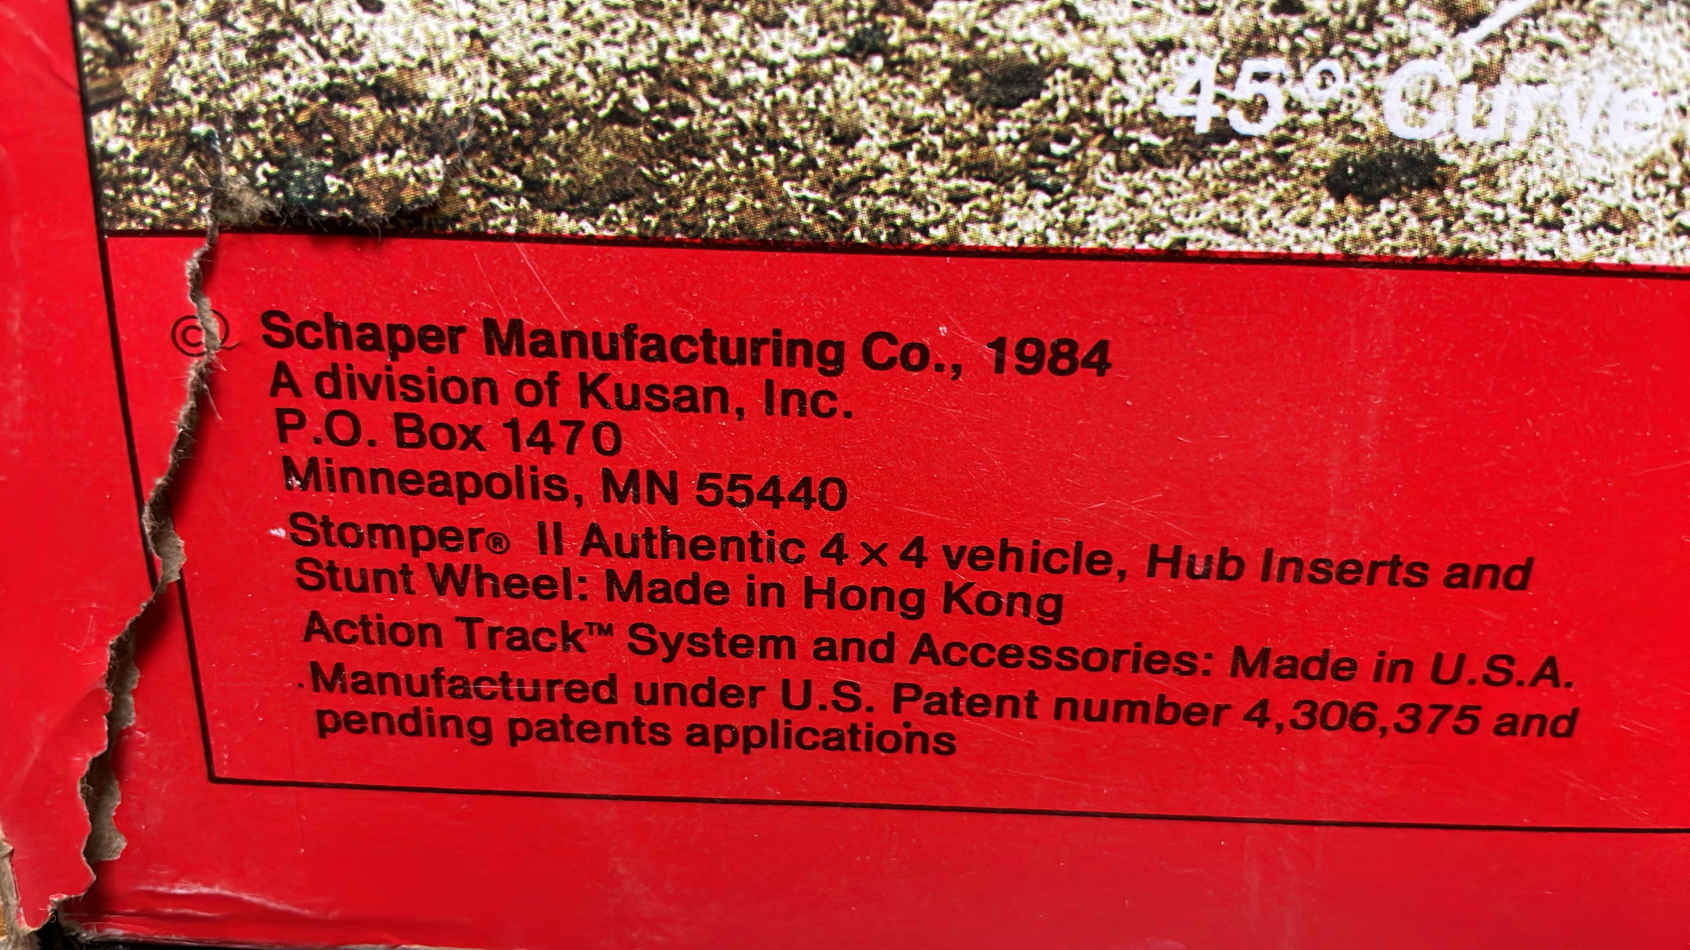 45° Curve
© Schaper Manufacturing Co., 1984
A division of Kusan, Inc.
P.O. Box 1470
Minneapolis, MN 55440
Stomper® II Authentic 4 × 4 vehicle, Hub Inserts and
Stunt Wheel: Made in Hong Kong
Action Track™ System and Accessories: Made in U.S.A.
Manufactured under U.S. Patent number 4,306,375 and
pending patents applications